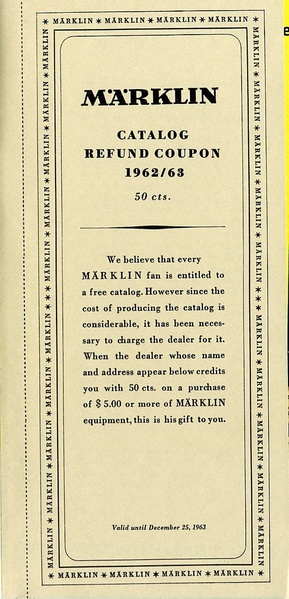 ✶ MÄRKLIN ✶ MÄRKLIN ✶ MÄRKLIN ✶ MÄRKLIN ✶
MÄRKLIN
CATALOG
REFUND COUPON
1962/63
50 cts.
We believe that every
MÄRKLIN fan is entitled to
a free catalog. However since the
cost of producing the catalog is
considerable, it has been neces-
sary to charge the dealer for it.
When the dealer whose name
and address appear below credits
you with 50 cts. on a purchase
of $ 5.00 or more of MÄRKLIN
equipment, this is his gift to you.
Valid until December 25, 1963
✶ MÄRKLIN ✶ MÄRKLIN ✶ MÄRKLIN ✶ MÄRKLIN ✶